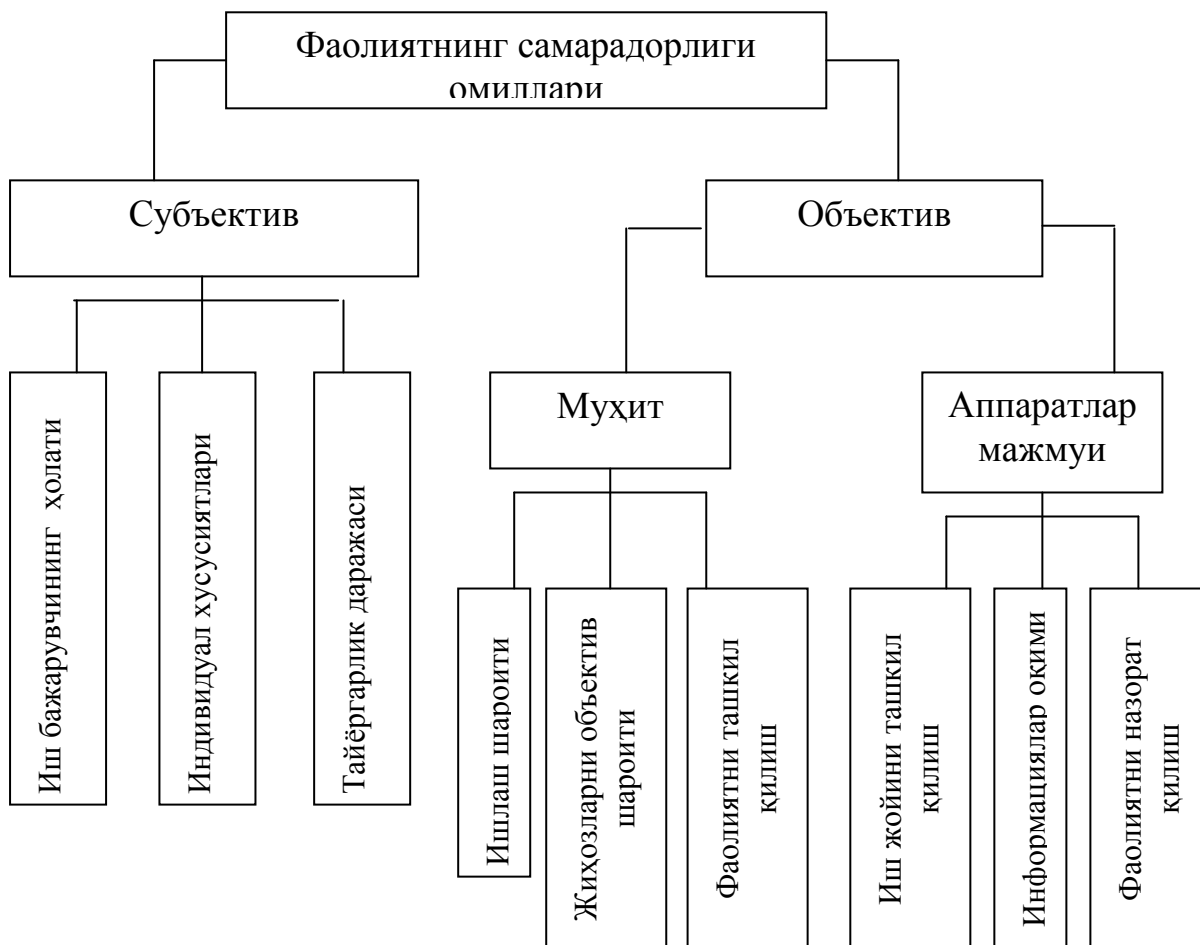 Фаолиятнинг самарадорлиги
омиллари
Субъектив
Объектив
Муҳит
Аппаратлар
мажмуи
Иш бажарувчининг ҳолати
Индивидуал хусусиятлари
Тайёргарлик даражаси
Ишлаш шароити
Жиҳозларни объектив
шароити
Фаолиятни ташкил
қилиш
Иш жойини ташкил
қилиш
Информациялар оқими
Фаолиятни назорат
қилиш